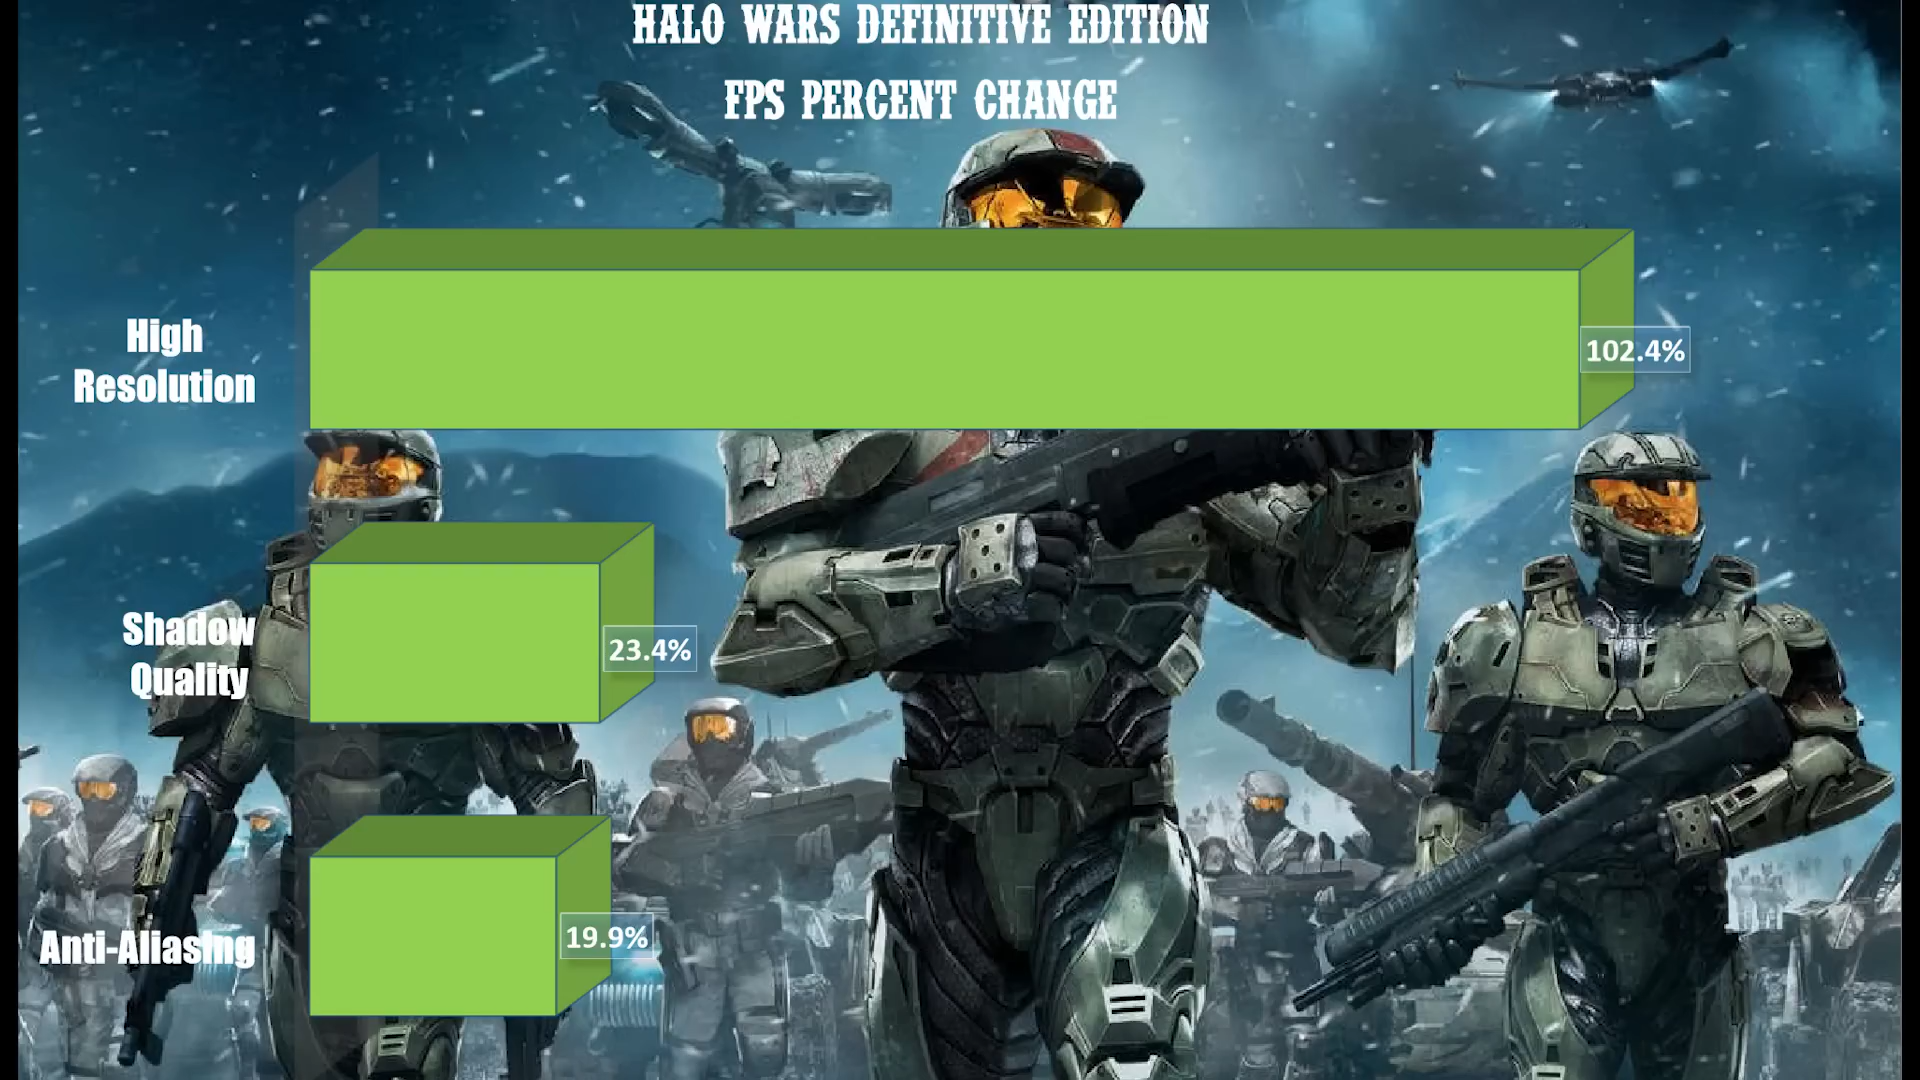 HALO WARS DEFINITIVE EDITION
FPS PERCENT CHANGE
High
Resolution
102.4%
Shadow
Quality
23.4%
Anti-Aliasing
19.9%